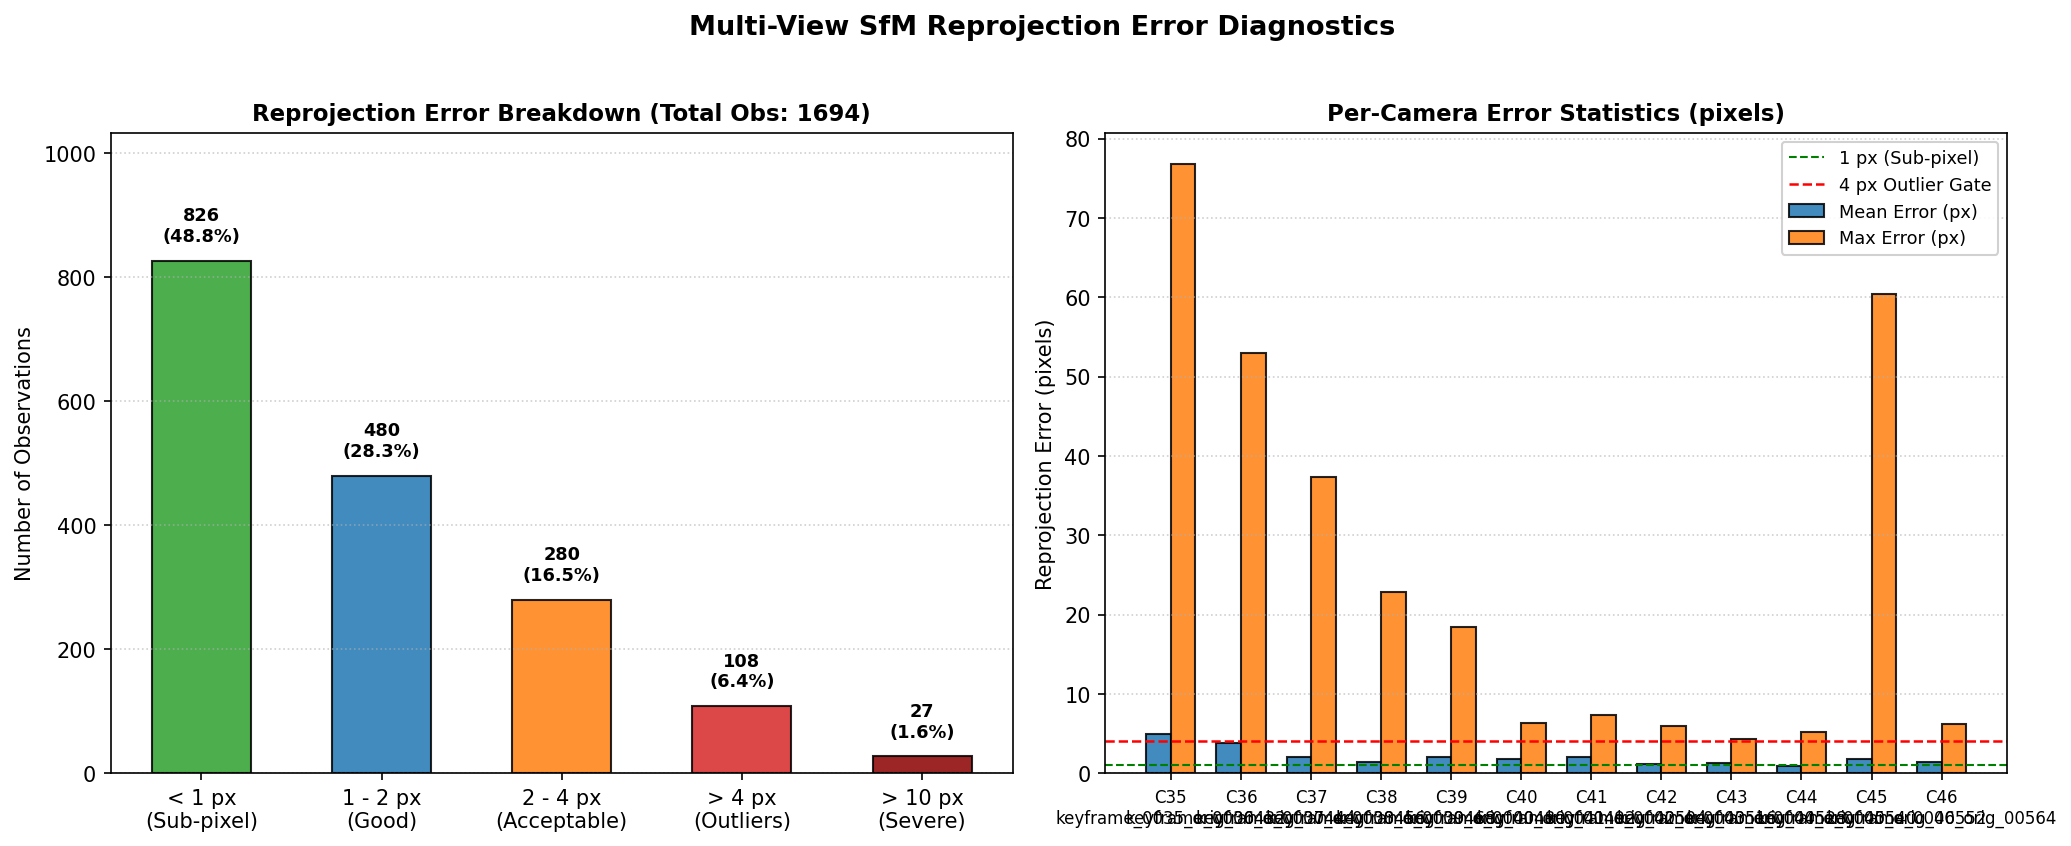 Multi-View SfM Reprojection Error Diagnostics
Reprojection Error Breakdown (Total Obs: 1694)
Number of Observations
1000
800
600
400
200
0
826
(48.8%)
480
(28.3%)
280
(16.5%)
108
(6.4%)
27
(1.6%)
< 1 px
(Sub-pixel)
1 - 2 px
(Good)
2 - 4 px
(Acceptable)
> 4 px
(Outliers)
> 10 px
(Severe)
Per-Camera Error Statistics (pixels)
Reprojection Error (pixels)
80
70
60
50
40
30
20
10
0
1 px (Sub-pixel)
4 px Outlier Gate
Mean Error (px)
Max Error (px)
C35
C36
C37
C38
C39
C40
C41
C42
C43
C44
C45
C46